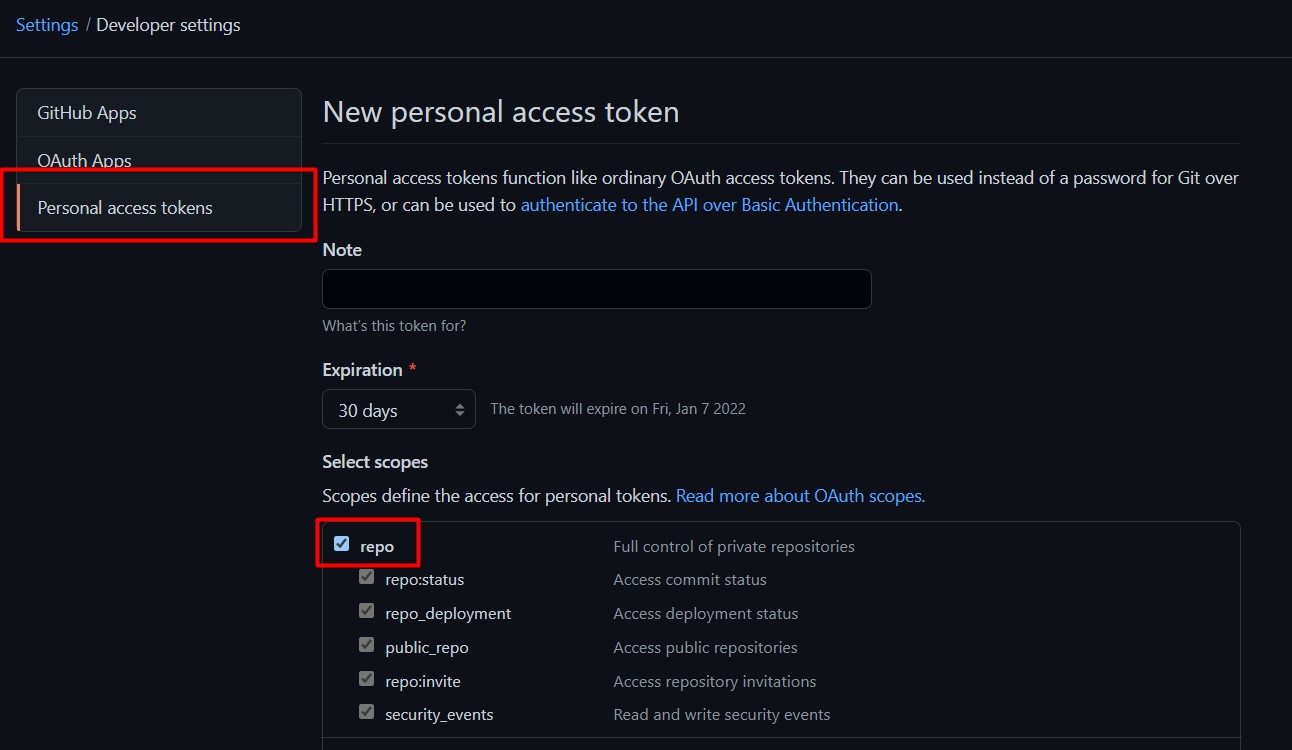 Settings / Developer settings
GitHub Apps
OAuth Apps
Personal access tokens
New personal access token
Personal access tokens function like ordinary OAuth access tokens. They can be used instead of a password for Git over
HTTPS, or can be used to authenticate to the API over Basic Authentication.
Note
What's this token for?
Expiration *
30 days
The token will expire on Fri, Jan 7 2022
Select scopes
Scopes define the access for personal tokens. Read more about OAuth scopes.
repo Full control of private repositories
repo:status Access commit status
repo_deployment Access deployment status
public_repo Access public repositories
repo:invite Access repository invitations
security_events Read and write security events